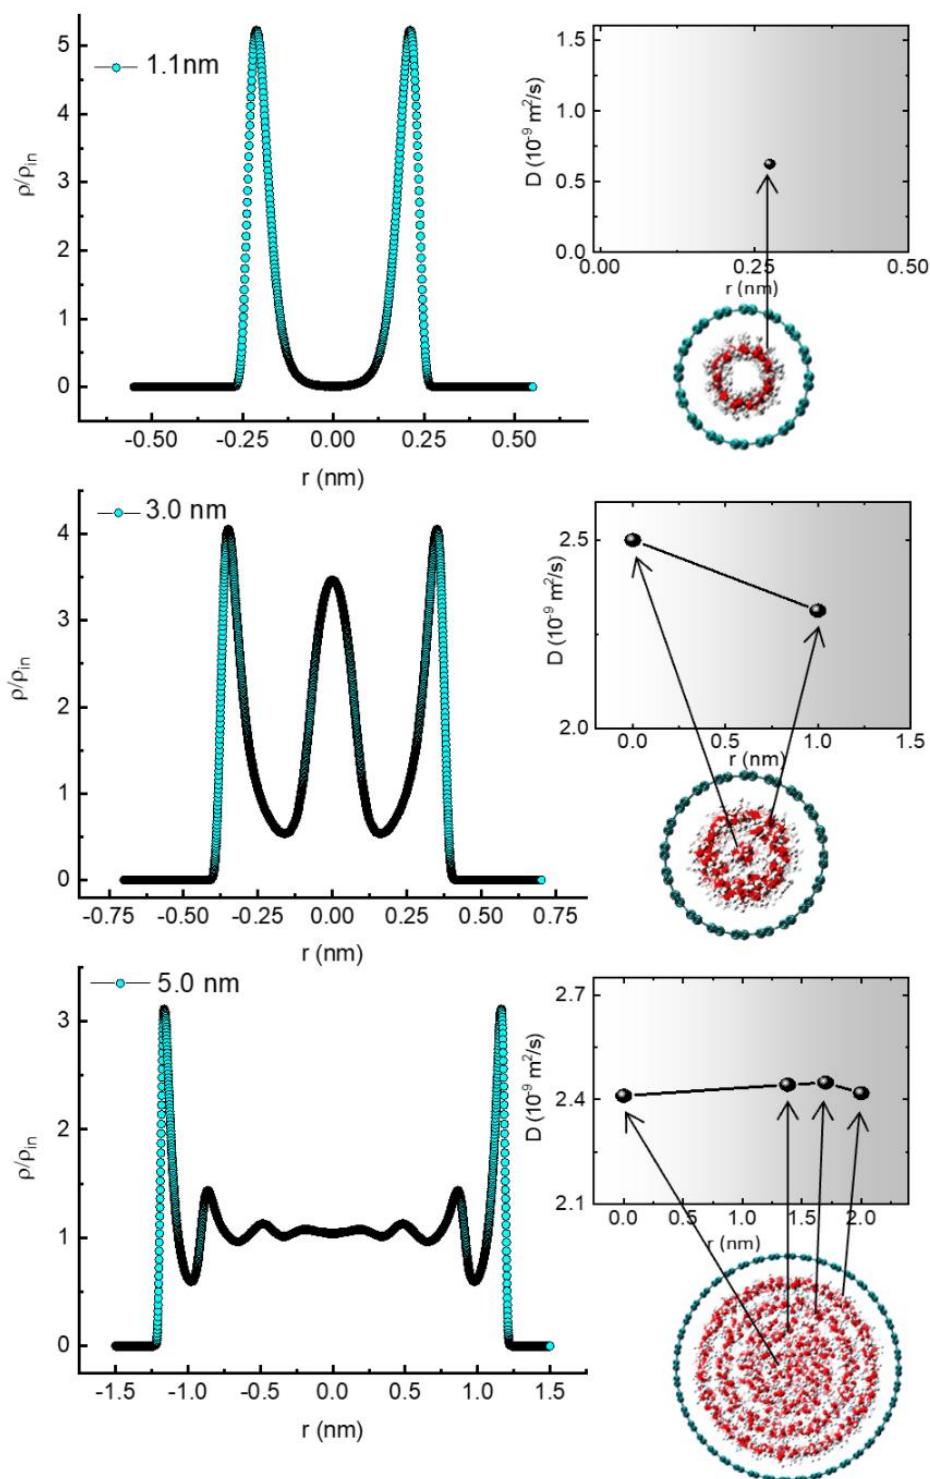 1.1nm
5
4
3
2
1
0
ρ/ρin
-0.50 -0.25 0.00 0.25 0.50
r (nm)
1.5
1.0
0.5
0.0
D (10-9 m2/s)
0.00 0.25 0.50
r (nm)
3.0 nm
4
3
2
1
0
ρ/ρin
-0.75 -0.50 -0.25 0.00 0.25 0.50 0.75
r (nm)
2.5
2.0
D (10-9 m2/s)
0.0 0.5 1.0 1.5
r (nm)
5.0 nm
3
2
1
0
ρ/ρin
-1.5 -1.0 -0.5 0.0 0.5 1.0 1.5
r (nm)
2.7
2.4
2.1
D (10-9 m2/s)
0.0 0.5 1.0 1.5 2.0
r (nm)